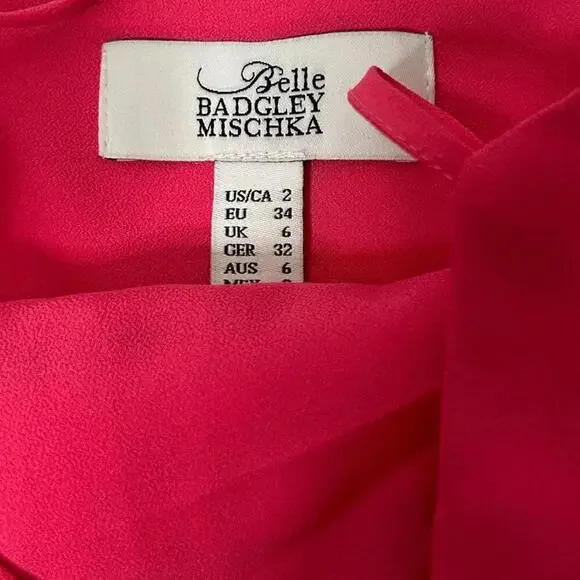 Belle
BADGLEY
MISCHKA
US/CA 2
EU 34
UK 6
GER 32
AUS 6